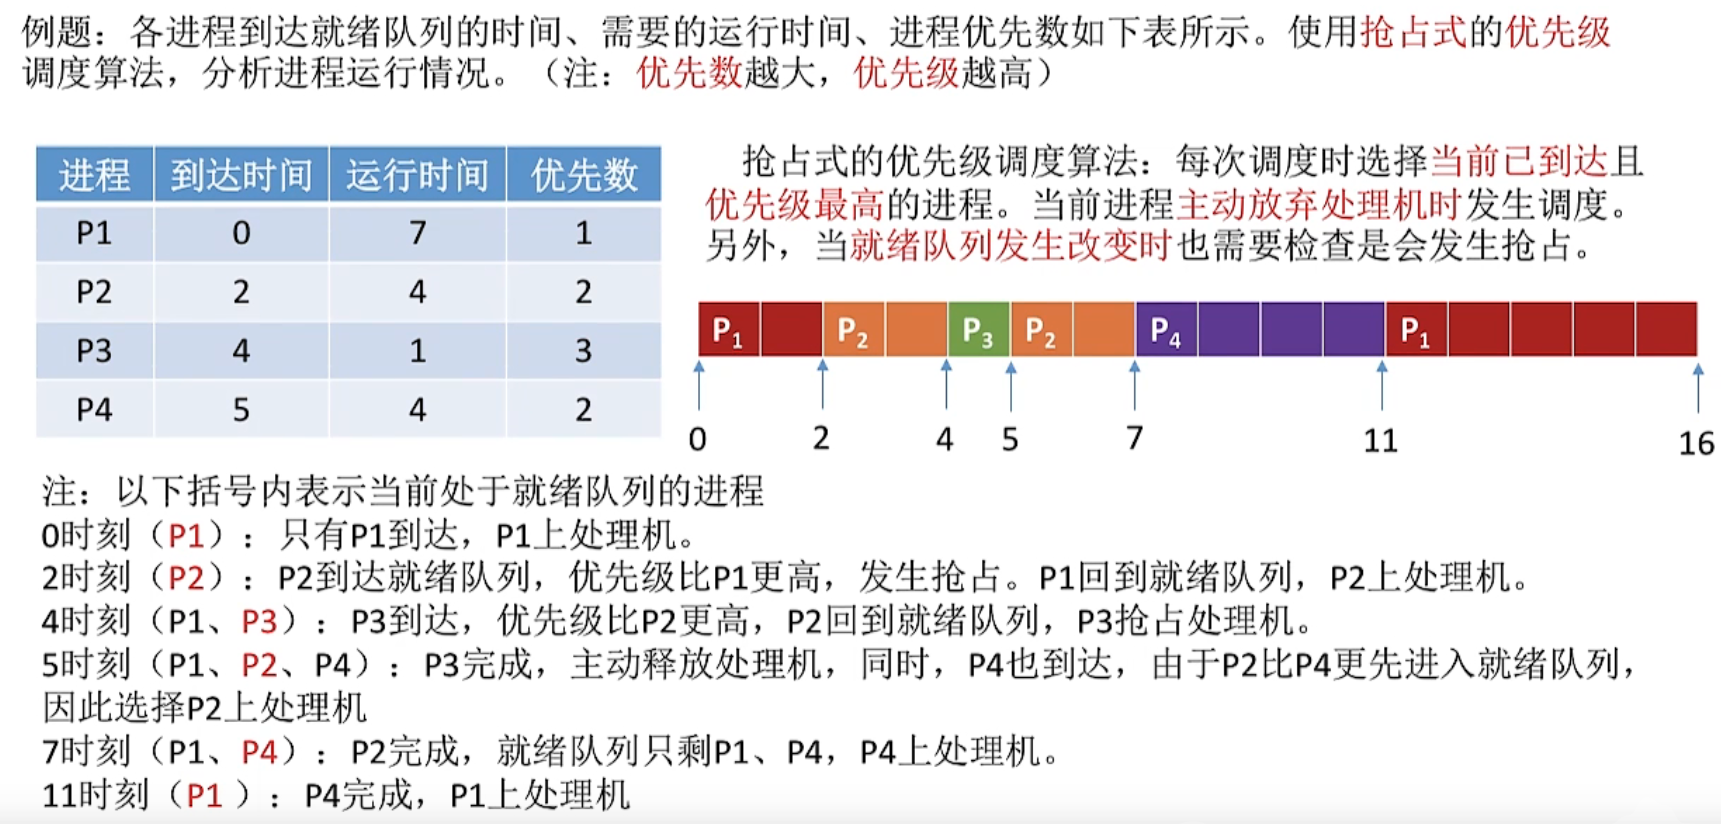 例题：各进程到达就绪队列的时间、需要的运行时间、进程优先数如下表所示。使用抢占式的优先级
调度算法，分析进程运行情况。（注：优先数越大，优先级越高）
进程 到达时间 运行时间 优先数
P1 0 7 1
P2 2 4 2
P3 4 1 3
P4 5 4 2
抢占式的优先级调度算法：每次调度时选择当前已到达且
优先级最高的进程。当前进程主动放弃处理机时发生调度。
另外，当就绪队列发生改变时也需要检查是会发生抢占。
P1 P2 P3 P2 P4 P1
0 2 4 5 7 11 16
注：以下括号内表示当前处于就绪队列的进程
0时刻（P1）：只有P1到达，P1上处理机。
2时刻（P2）：P2到达就绪队列，优先级比P1更高，发生抢占。P1回到就绪队列，P2上处理机。
4时刻（P1、P3）：P3到达，优先级比P2更高，P2回到就绪队列，P3抢占处理机。
5时刻（P1、P2、P4）：P3完成，主动释放处理机，同时，P4也到达，由于P2比P4更先进入就绪队列，
因此选择P2上处理机
7时刻（P1、P4）：P2完成，就绪队列只剩P1、P4，P4上处理机。
11时刻（P1 ）：P4完成，P1上处理机